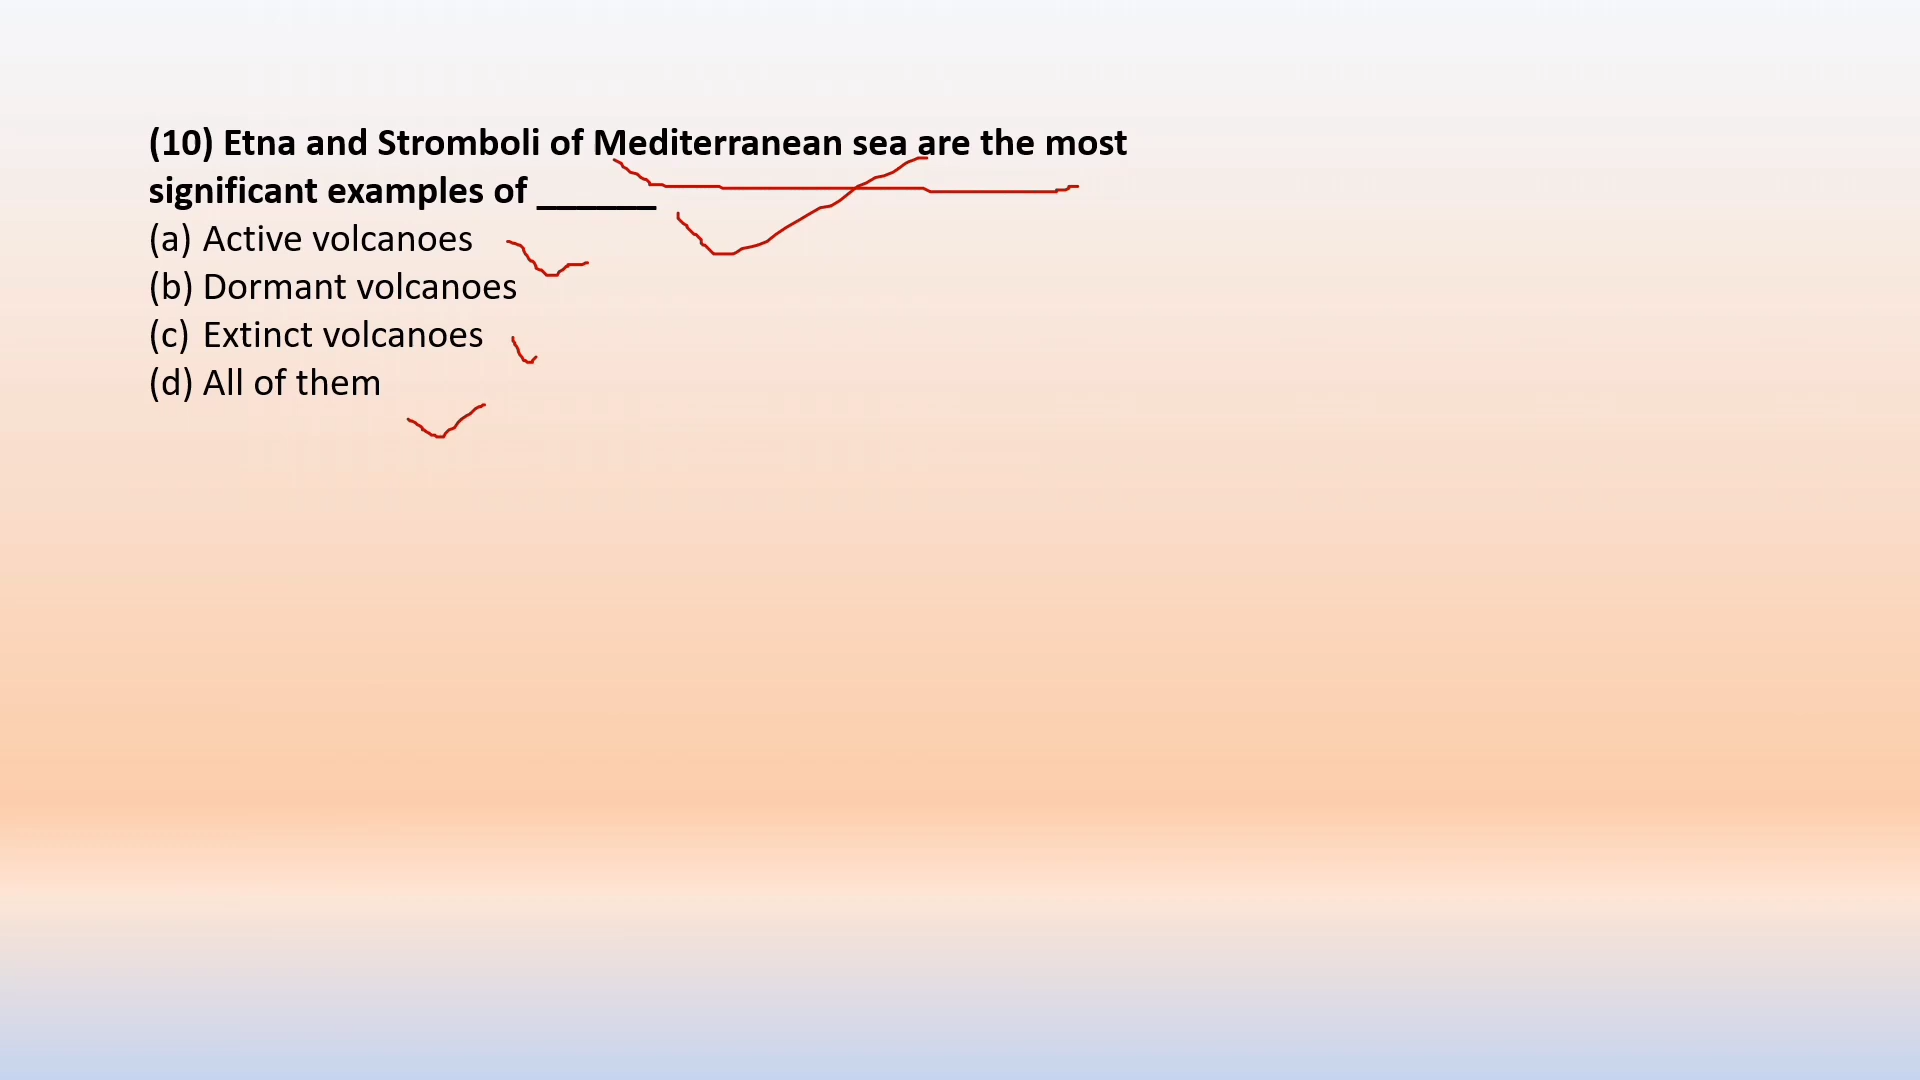 (10) Etna and Stromboli of Mediterranean sea are the most
significant examples of ______
(a) Active volcanoes
(b) Dormant volcanoes
(c) Extinct volcanoes
(d) All of them